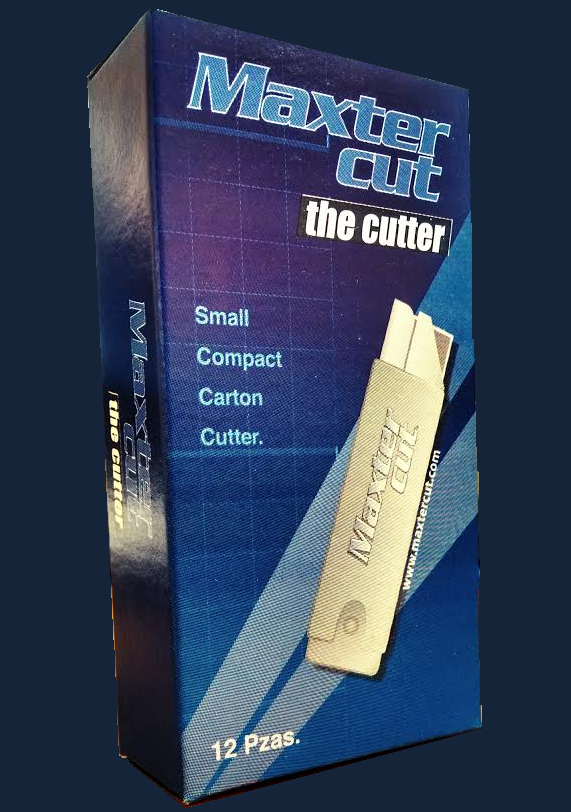 Maxter
cut
the cutter
Small
Compact
Carton
Cutter.
Maxter
cut
www.maxtercut.com
12 Pzas.
Maxter
cut
the cutter